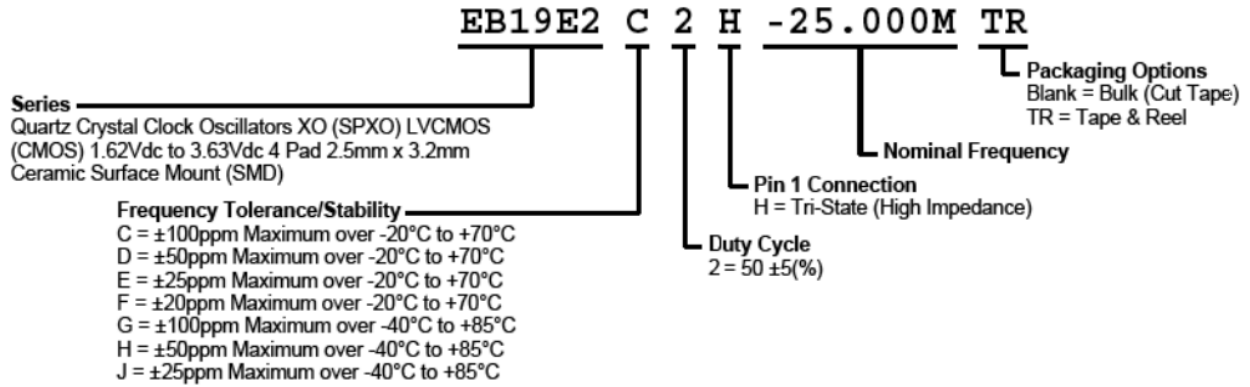 EB19E2 C 2 H -25.000M TR
Packaging Options
Blank = Bulk (Cut Tape)
TR = Tape & Reel
Series
Quartz Crystal Clock Oscillators XO (SPXO) LVCMOS
(CMOS) 1.62Vdc to 3.63Vdc 4 Pad 2.5mm x 3.2mm
Ceramic Surface Mount (SMD)
Nominal Frequency
Pin 1 Connection
H = Tri-State (High Impedance)
Frequency Tolerance/Stability
C = ±100ppm Maximum over -20°C to +70°C
D = ±50ppm Maximum over -20°C to +70°C
E = ±25ppm Maximum over -20°C to +70°C
F = ±20ppm Maximum over -20°C to +70°C
G = ±100ppm Maximum over -40°C to +85°C
H = ±50ppm Maximum over -40°C to +85°C
J = ±25ppm Maximum over -40°C to +85°C
Duty Cycle
2 = 50 ±5(%)